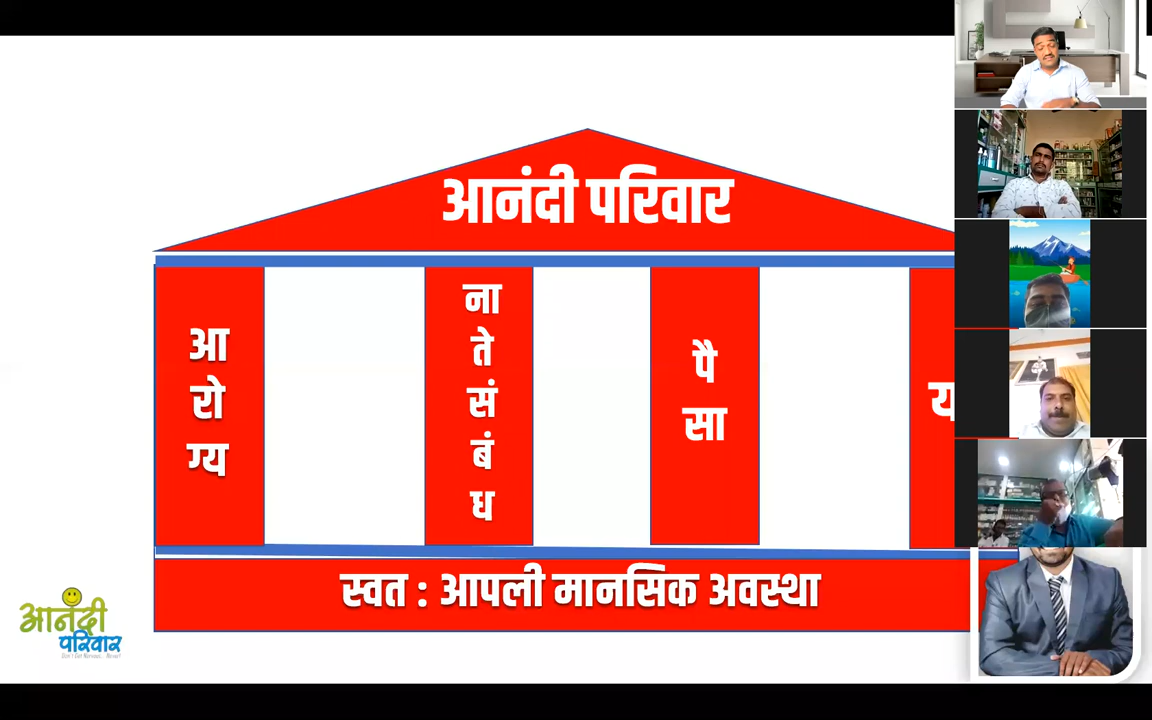 आनंदी परिवार
आ
रो
ग्य
ना
ते
सं
बं
ध
पै
सा
य
स्वत : आपली मानसिक अवस्था
आनंदी
परिवार